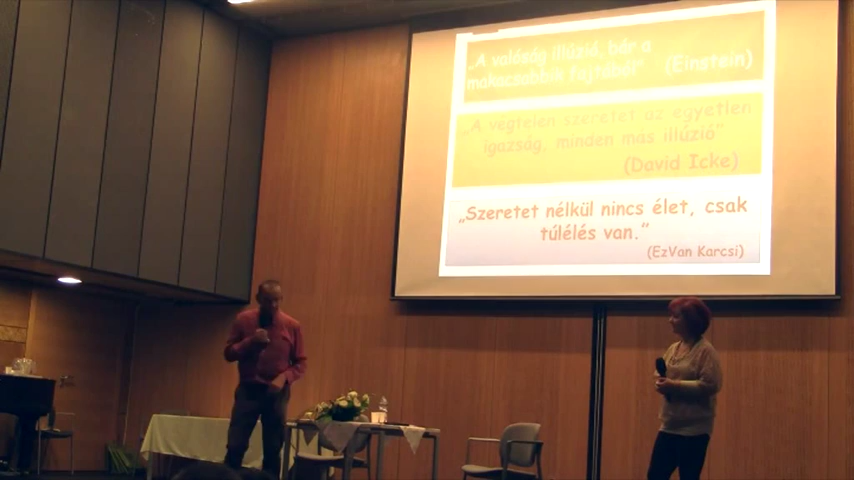 „A valóság illúzió, bár a
makacsabbik fajtából” (Einstein)
„A végtelen szeretet az egyetlen
igazság, minden más illúzió”
(David Icke)
„Szeretet nélkül nincs élet, csak
túlélés van.”
(EzVan Karcsi)